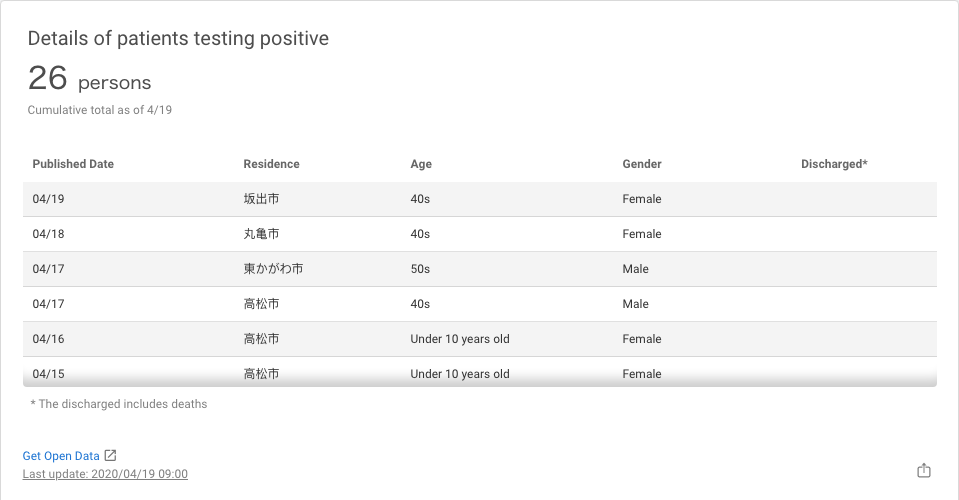 Details of patients testing positive
26 persons
Cumulative total as of 4/19
Published Date Residence Age Gender Discharged*
04/19 坂出市 40s Female
04/18 丸亀市 40s Female
04/17 東かがわ市 50s Male
04/17 高松市 40s Male
04/16 高松市 Under 10 years old Female
04/15 高松市 Under 10 years old Female
* The discharged includes deaths
Get Open Data
Last update: 2020/04/19 09:00